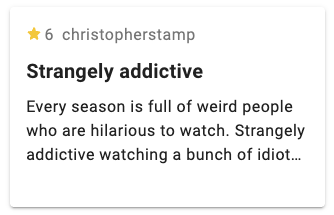 6 christopherstamp
Strangely addictive
Every season is full of weird people
who are hilarious to watch. Strangely
addictive watching a bunch of idiot…